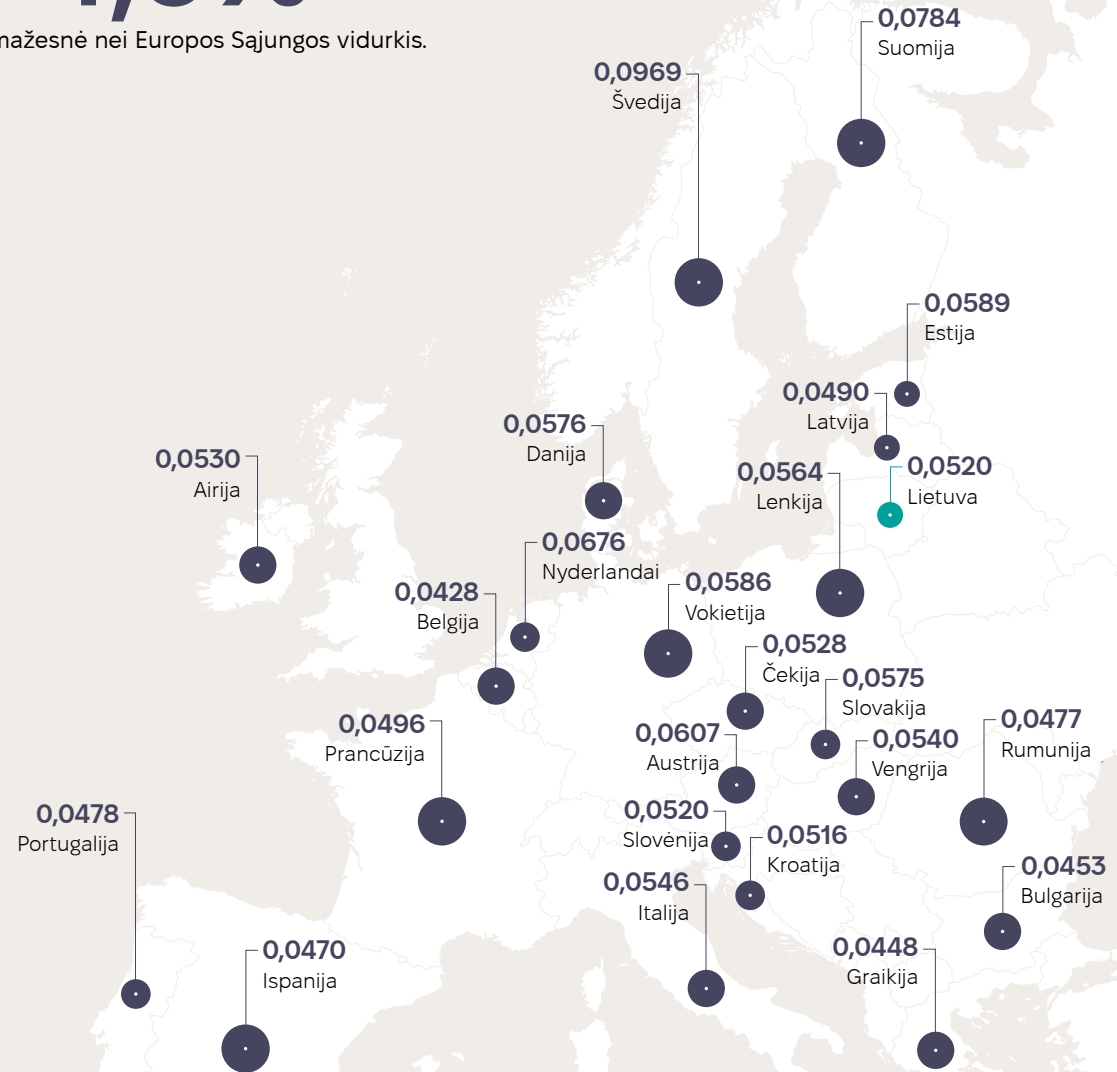 mažesnė nei Europos Sąjungos vidurkis.
0,0784
Suomija
0,0969
Švedija
0,0589
Estija
0,0490
Latvija
0,0576
Danija
0,0530
Airija
0,0564
Lenkija
0,0520
Lietuva
0,0676
Nyderlandai
0,0428
Belgija
0,0586
Vokietija
0,0528
Čekija
0,0575
Slovakija
0,0496
Prancūzija
0,0607
Austrija
0,0540
Vengrija
0,0477
Rumunija
0,0478
Portugalija
0,0520
Slovėnija
0,0516
Kroatija
0,0546
Italija
0,0453
Bulgarija
0,0470
Ispanija
0,0448
Graikija